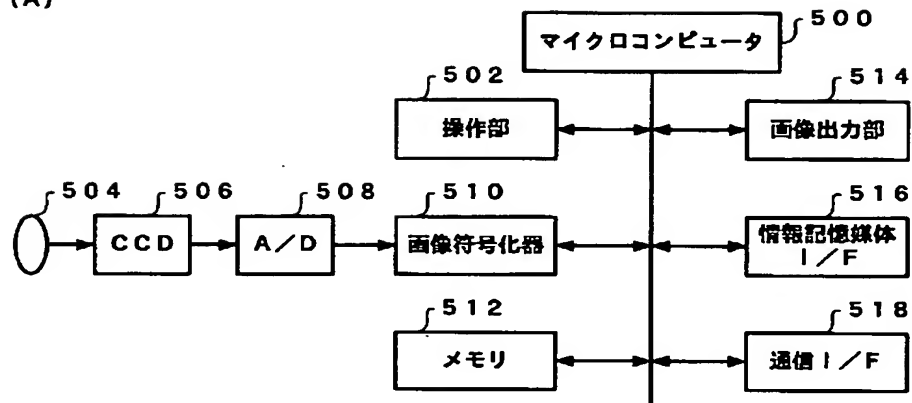 (A)
500
マイクロコンピュータ
502
操作部
514
画像出力部
504
506
CCD
508
A/D
510
画像符号化器
516
情報記憶媒体
I/F
512
メモリ
518
通信I/F